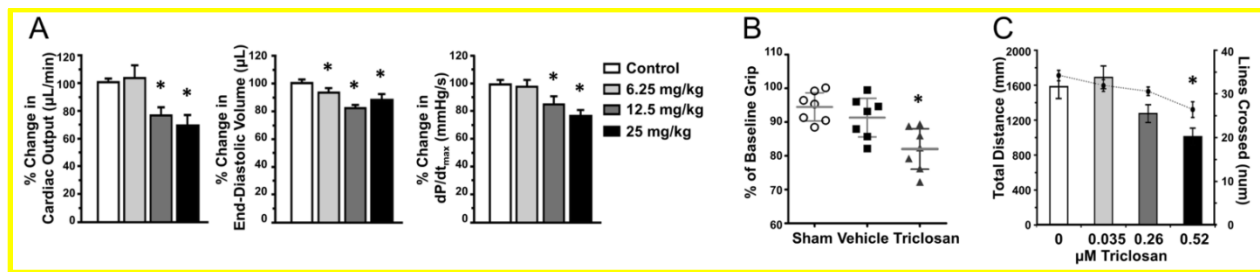 A
% Change in
Cardiac Output (µL/min)
120
100
80
60
40
20
0
*
*
% Change in
End-Diastolic Volume (µL)
120
100
80
60
40
20
0
*
*
*
% Change in
dP/dtmax (mmHg/s)
120
100
80
60
40
20
0
*
*
Control
6.25 mg/kg
12.5 mg/kg
25 mg/kg
B
% of Baseline Grip
100
90
80
70
60
*
Sham Vehicle Triclosan
C
Total Distance (mm)
2000
1600
1200
800
400
0
*
40
30
20
10
0
Lines Crossed (num)
0 0.035 0.26 0.52
µM Triclosan